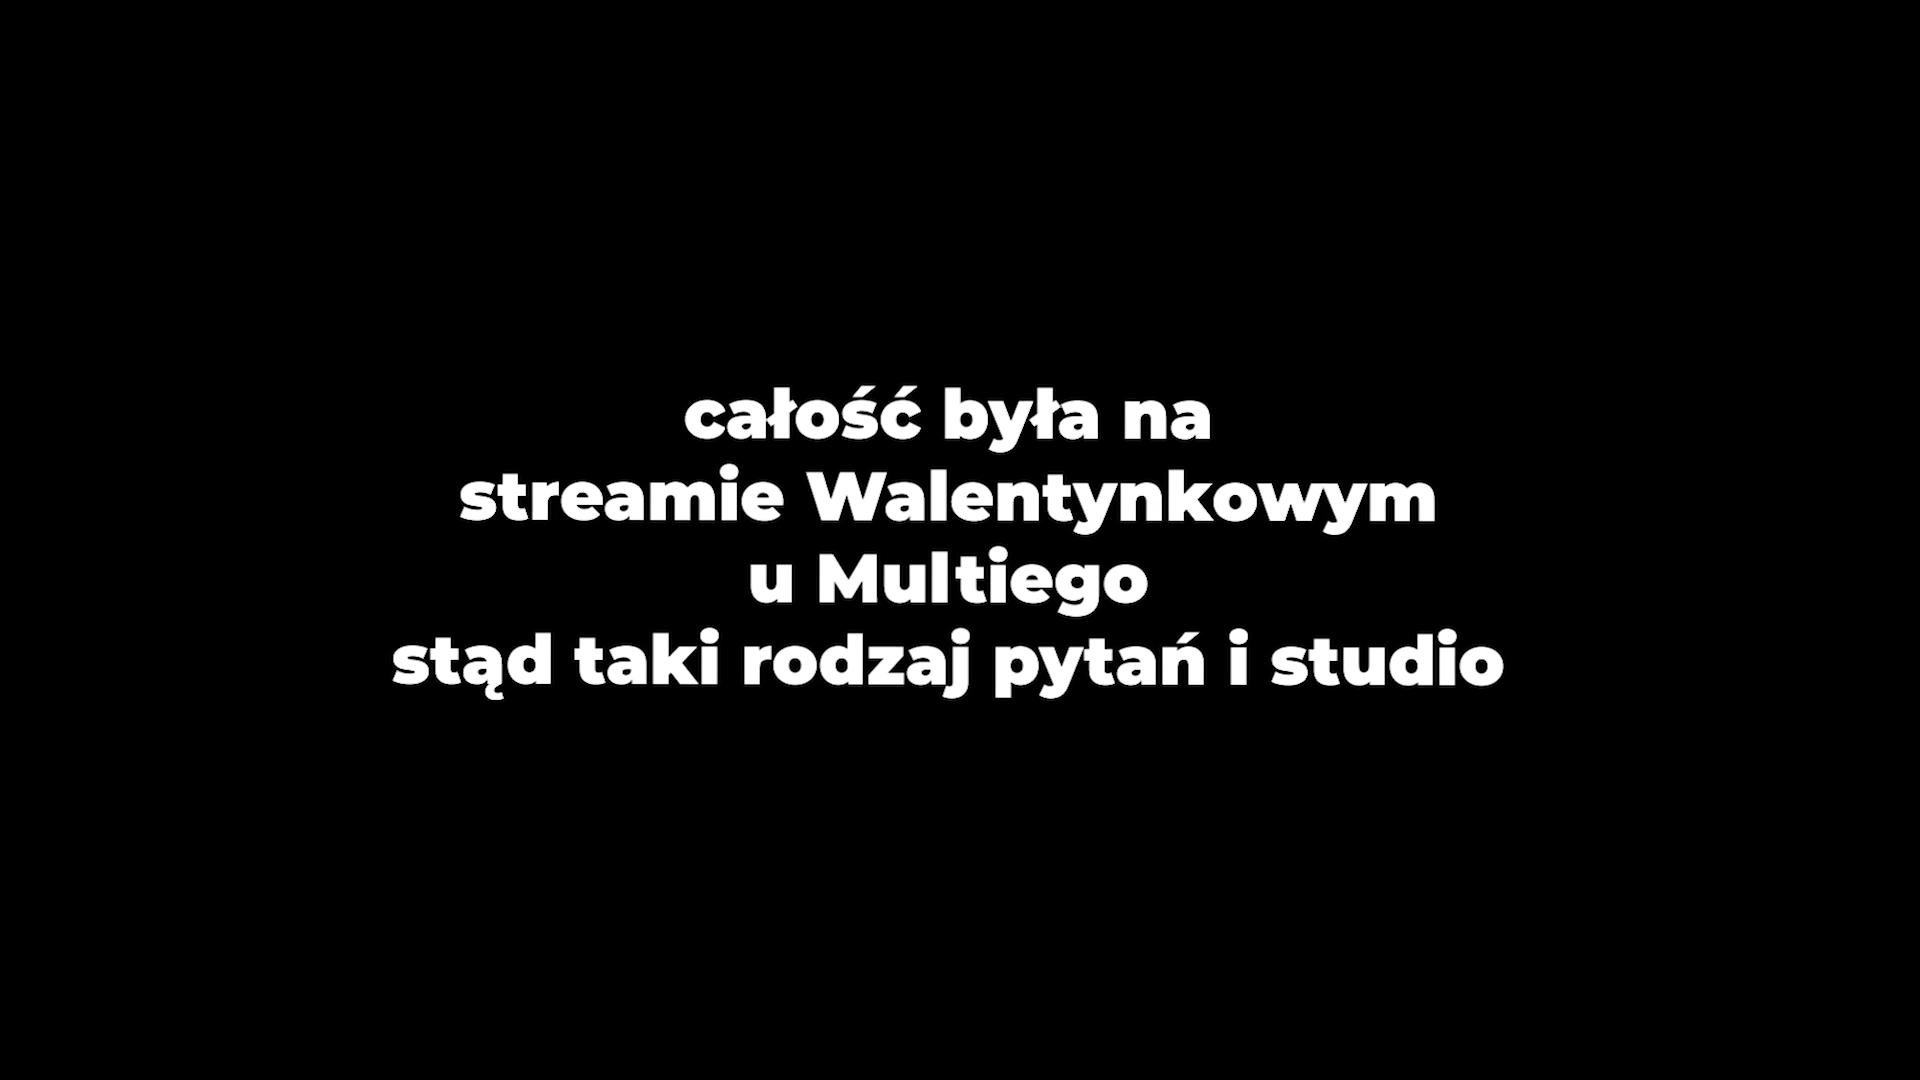 całość była na
streamie Walentynkowym
u Multiego
stąd taki rodzaj pytań i studio